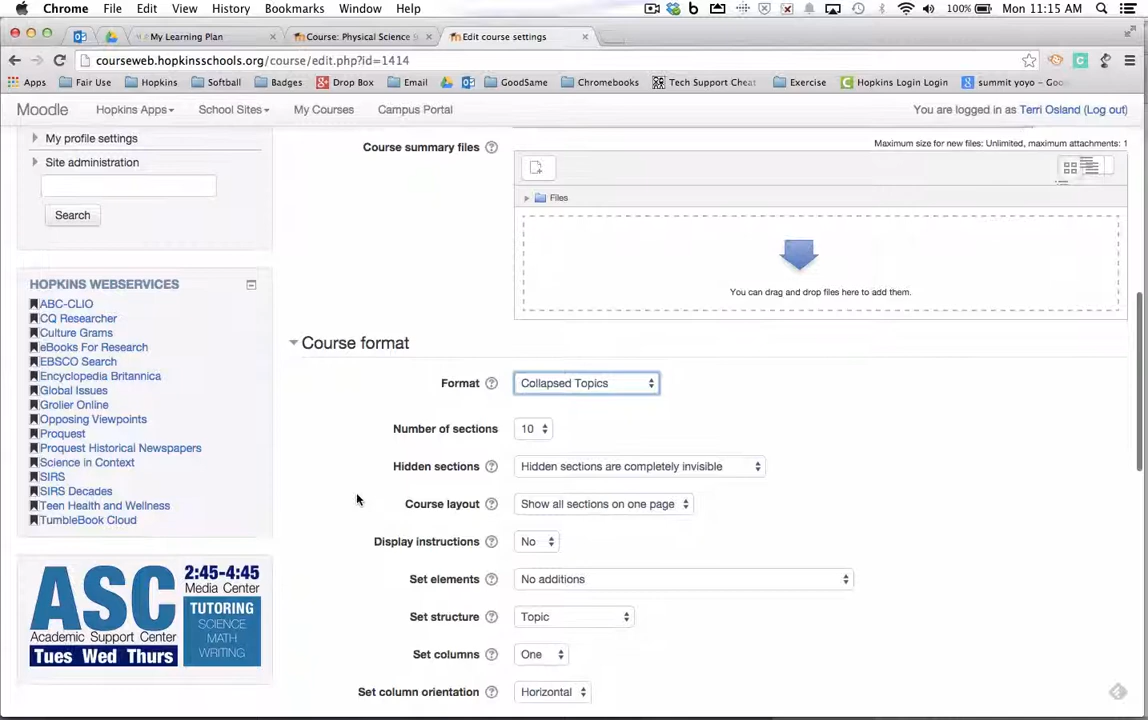 Chrome File Edit View History Bookmarks Window Help 100% Mon 11:15 AM
My Learning Plan Course: Physical Science 9 Edit course settings
courseweb.hopkinsschools.org/course/edit.php?id=1414
Apps Fair Use Hopkins Softball Badges Drop Box Email GoodSame Chromebooks Tech Support Cheat Exercise Hopkins Login Login summit yoyo - Goo
Moodle Hopkins Apps School Sites My Courses Campus Portal You are logged in as Terri Osland (Log out)
My profile settings
Site administration
Search
Course summary files
Maximum size for new files: Unlimited, maximum attachments: 1
Files
You can drag and drop files here to add them.
HOPKINS WEBSERVICES
ABC-CLIO
CQ Researcher
Culture Grams
eBooks For Research
EBSCO Search
Encyclopedia Britannica
Global Issues
Grolier Online
Opposing Viewpoints
Proquest
Proquest Historical Newspapers
Science in Context
SIRS
SIRS Decades
Teen Health and Wellness
TumbleBook Cloud
ASC
Academic Support Center
Tues Wed Thurs
2:45-4:45
Media Center
TUTORING
SCIENCE
MATH
WRITING
Course format
Format Collapsed Topics
Number of sections 10
Hidden sections Hidden sections are completely invisible
Course layout Show all sections on one page
Display instructions No
Set elements No additions
Set structure Topic
Set columns One
Set column orientation Horizontal